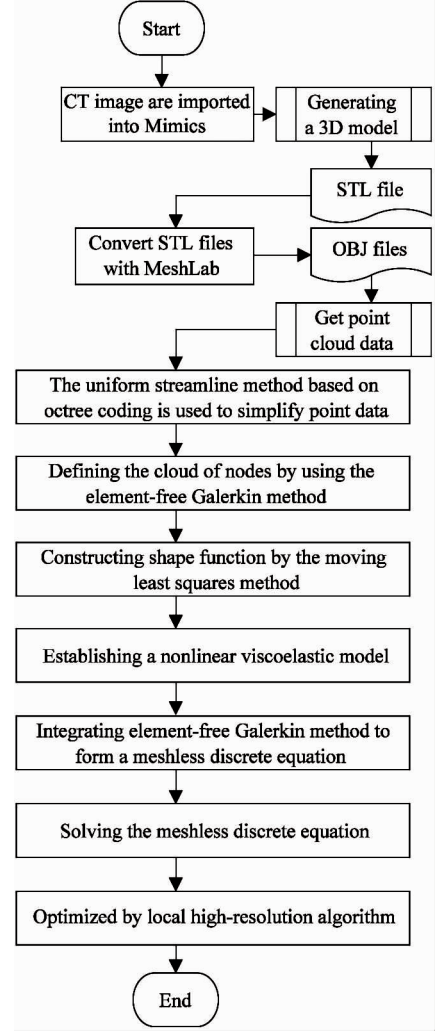 Start
CT image are imported
into Mimics
Generating
a 3D model
STL file
Convert STL files
with MeshLab
OBJ files
Get point
cloud data
The uniform streamline method based on
octree coding is used to simplify point data
Defining the cloud of nodes by using the
element-free Galerkin method
Constructing shape function by the moving
least squares method
Establishing a nonlinear viscoelastic model
Integrating element-free Galerkin method to
form a meshless discrete equation
Solving the meshless discrete equation
Optimized by local high-resolution algorithm
End